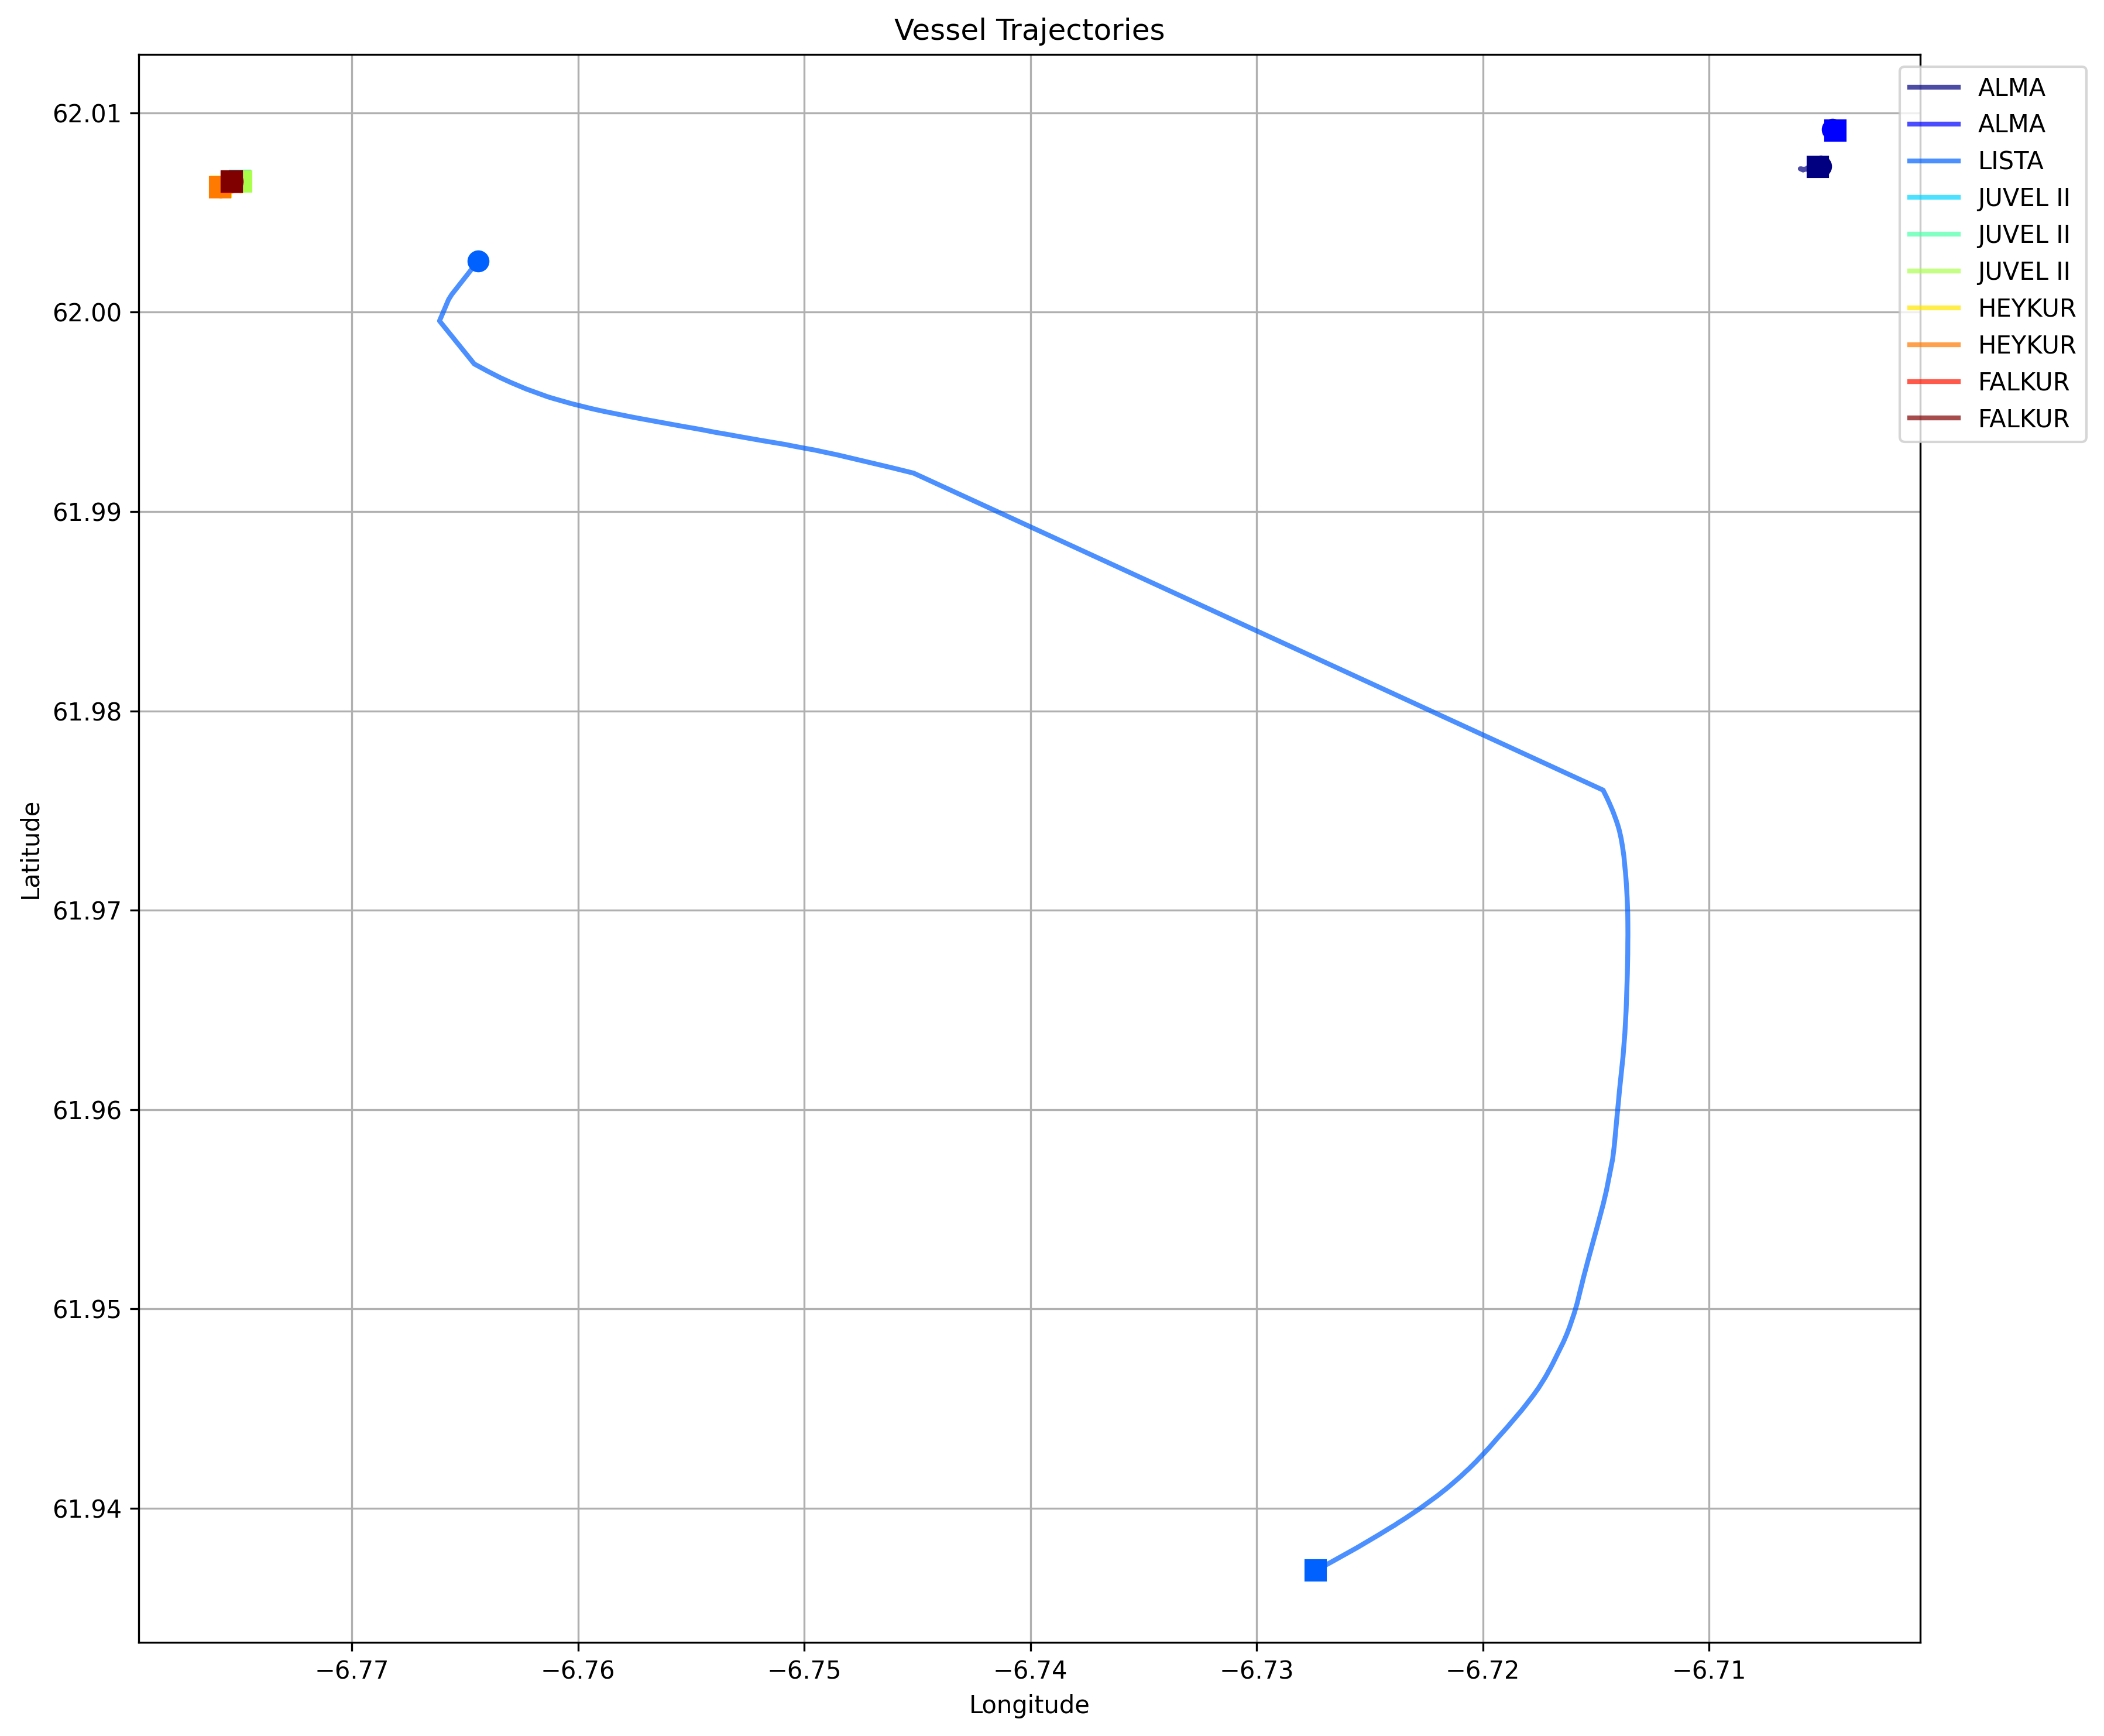 Vessel Trajectories
62.01
62.00
61.99
61.98
61.97
61.96
61.95
61.94
Latitude
−6.77
−6.76
−6.75
−6.74
−6.73
−6.72
−6.71
Longitude
ALMA
ALMA
LISTA
JUVEL II
JUVEL II
JUVEL II
HEYKUR
HEYKUR
FALKUR
FALKUR